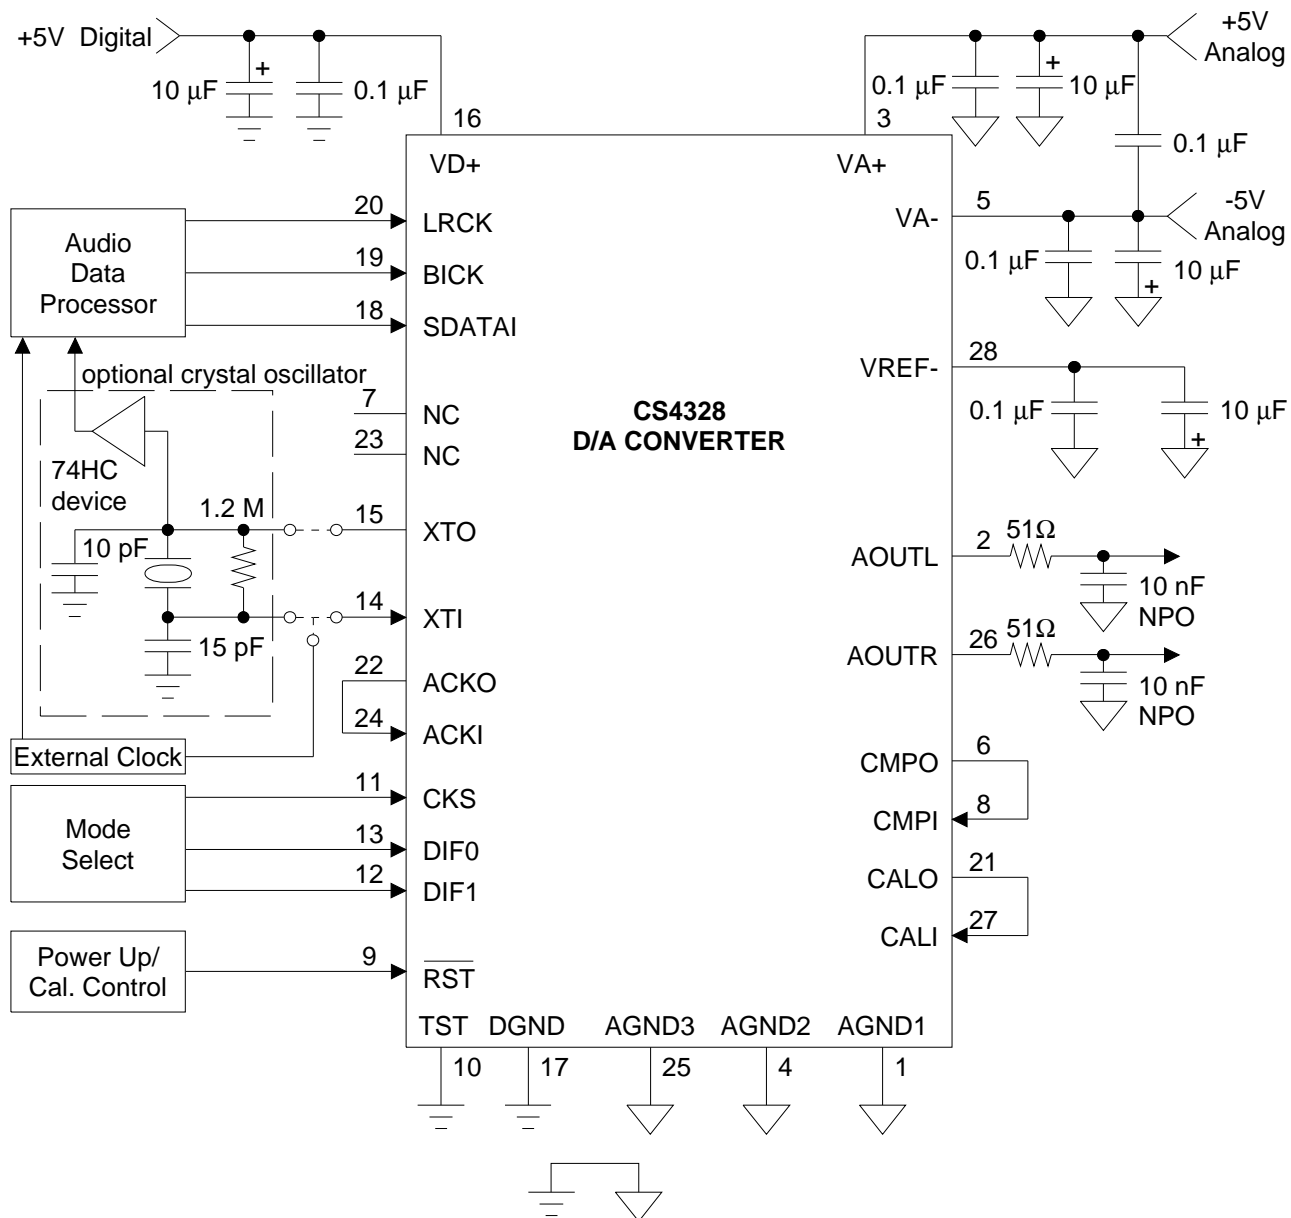 +5V Digital
10 µF
+
0.1 µF
16
3
0.1 µF
+
10 µF
+5V
Analog
0.1 µF
VD+
VA+
20
LRCK
19
BICK
18
SDATAI
Audio
Data
Processor
5
VA-
-5V
Analog
0.1 µF
10 µF
+
optional crystal oscillator
7
NC
23
NC
CS4328
D/A CONVERTER
28
VREF-
0.1 µF
10 µF
+
74HC
device
1.2 M
10 pF
15
XTO
14
XTI
15 pF
2
AOUTL
51Ω
10 nF
NPO
26
AOUTR
51Ω
10 nF
NPO
22
ACKO
24
ACKI
External Clock
6
CMPO
8
CMPI
11
CKS
13
DIF0
12
DIF1
Mode
Select
21
CALO
27
CALI
Power Up/
Cal. Control
9
RST
TST DGND AGND3 AGND2 AGND1
10 17 25 4 1